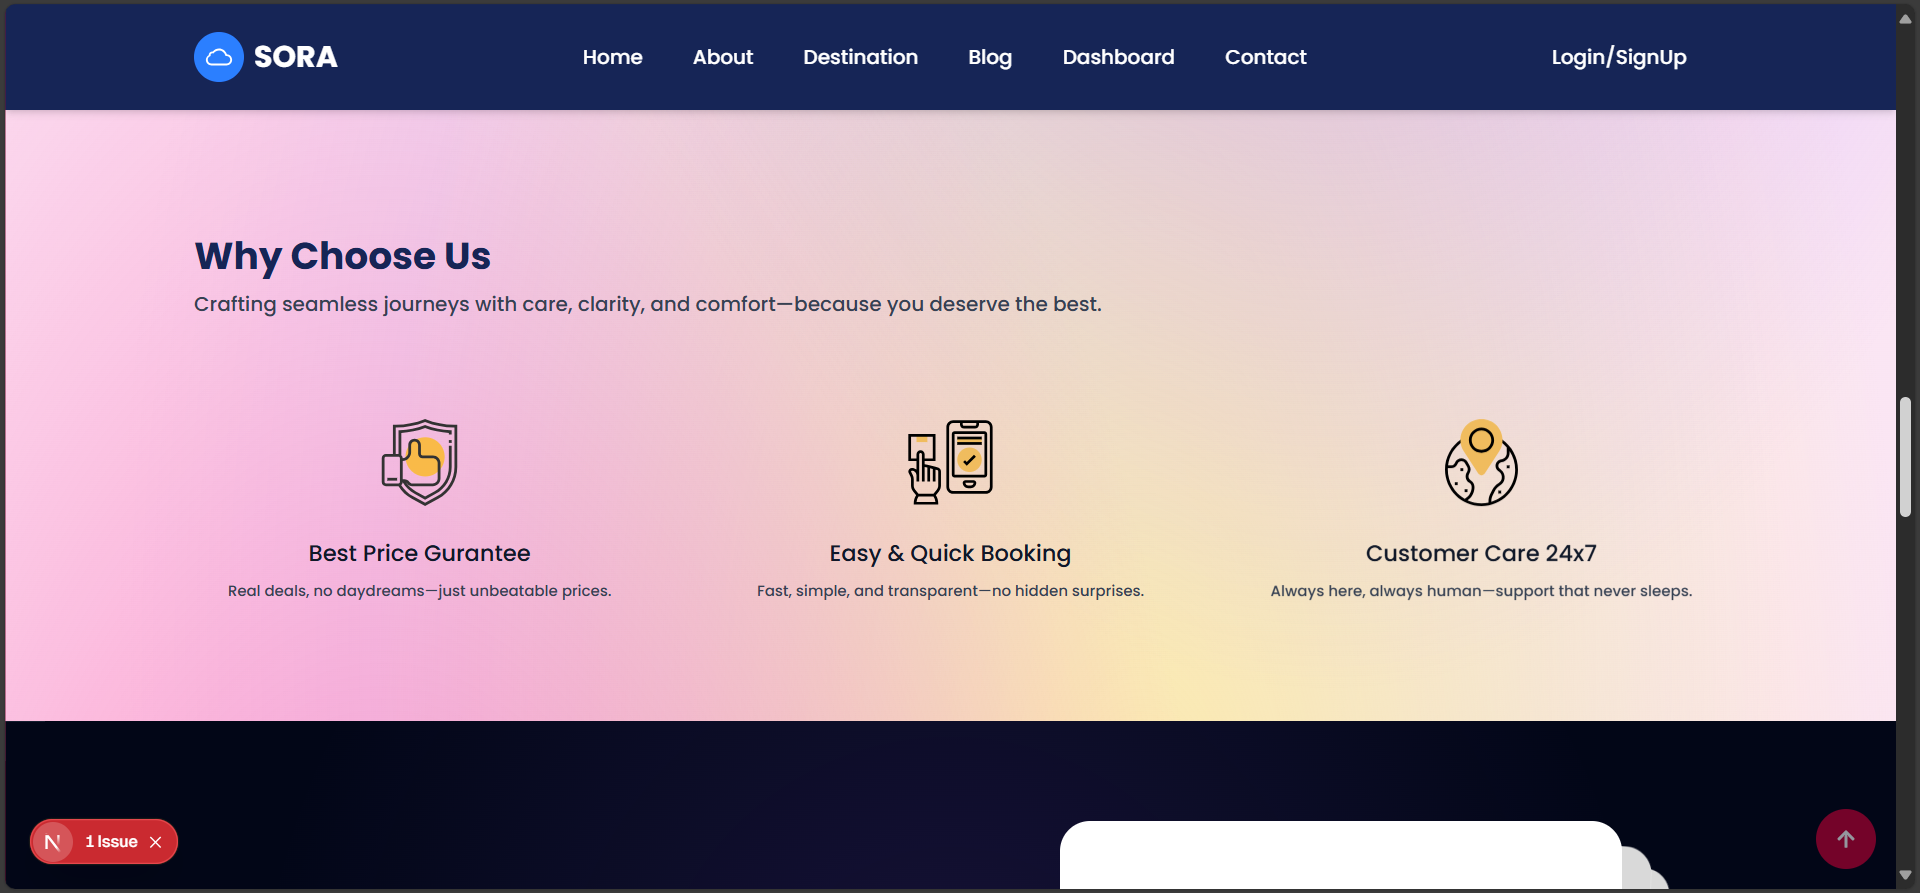 SORA
Home
About
Destination
Blog
Dashboard
Contact
Login/SignUp
Why Choose Us
Crafting seamless journeys with care, clarity, and comfort—because you deserve the best.
Best Price Gurantee
Real deals, no daydreams—just unbeatable prices.
Easy & Quick Booking
Fast, simple, and transparent—no hidden surprises.
Customer Care 24x7
Always here, always human—support that never sleeps.
N 1 Issue